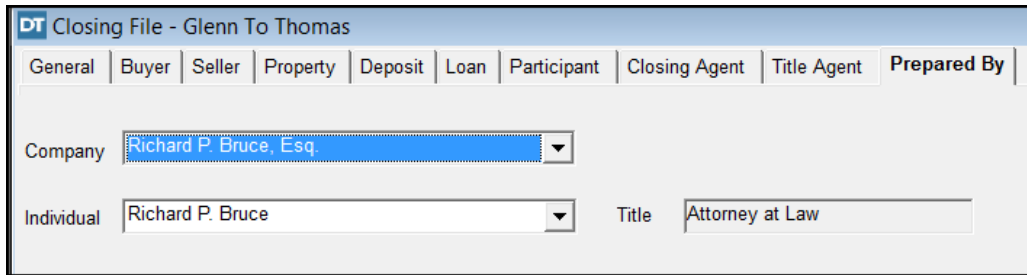 DT Closing File - Glenn To Thomas
General Buyer Seller Property Deposit Loan Participant Closing Agent Title Agent Prepared By
Company Richard P. Bruce, Esq.
Individual Richard P. Bruce Title Attorney at Law